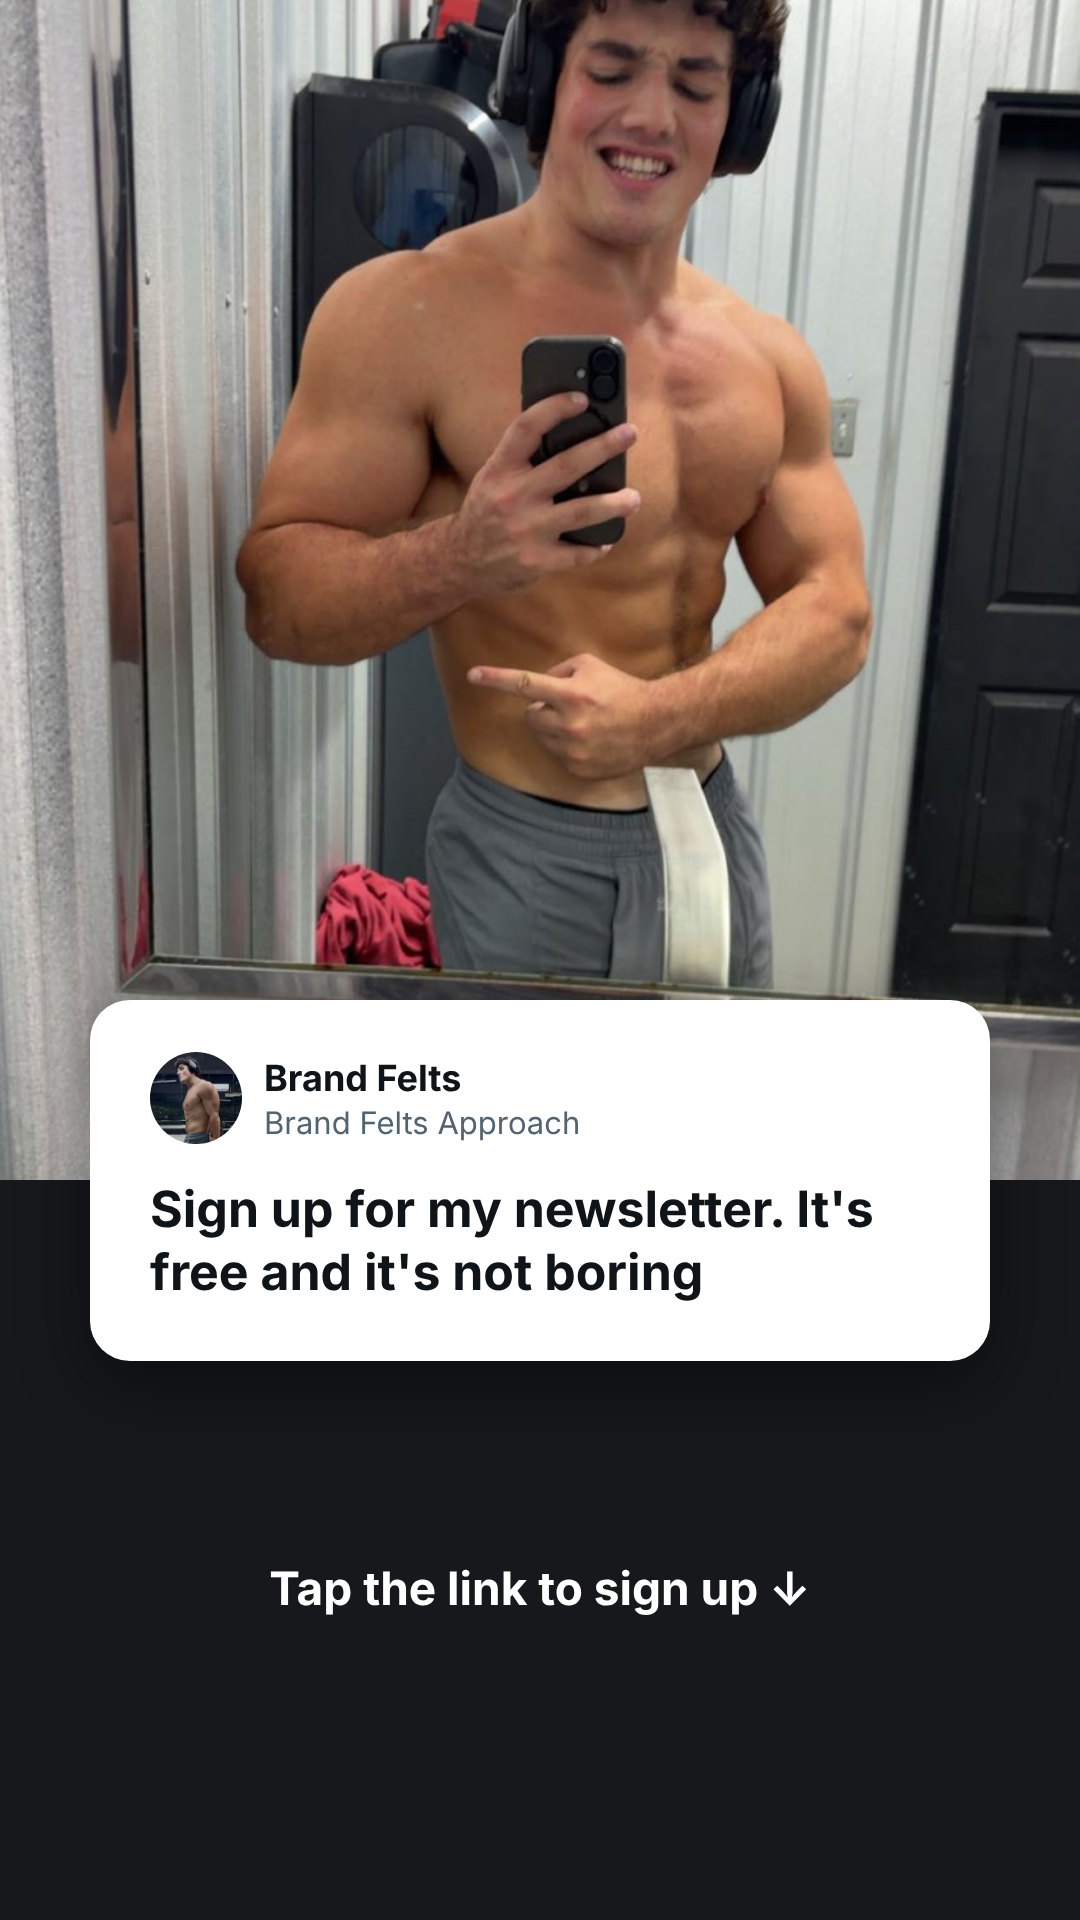 Brand Felts
Brand Felts Approach
Sign up for my newsletter. It's
free and it's not boring
Tap the link to sign up ↓